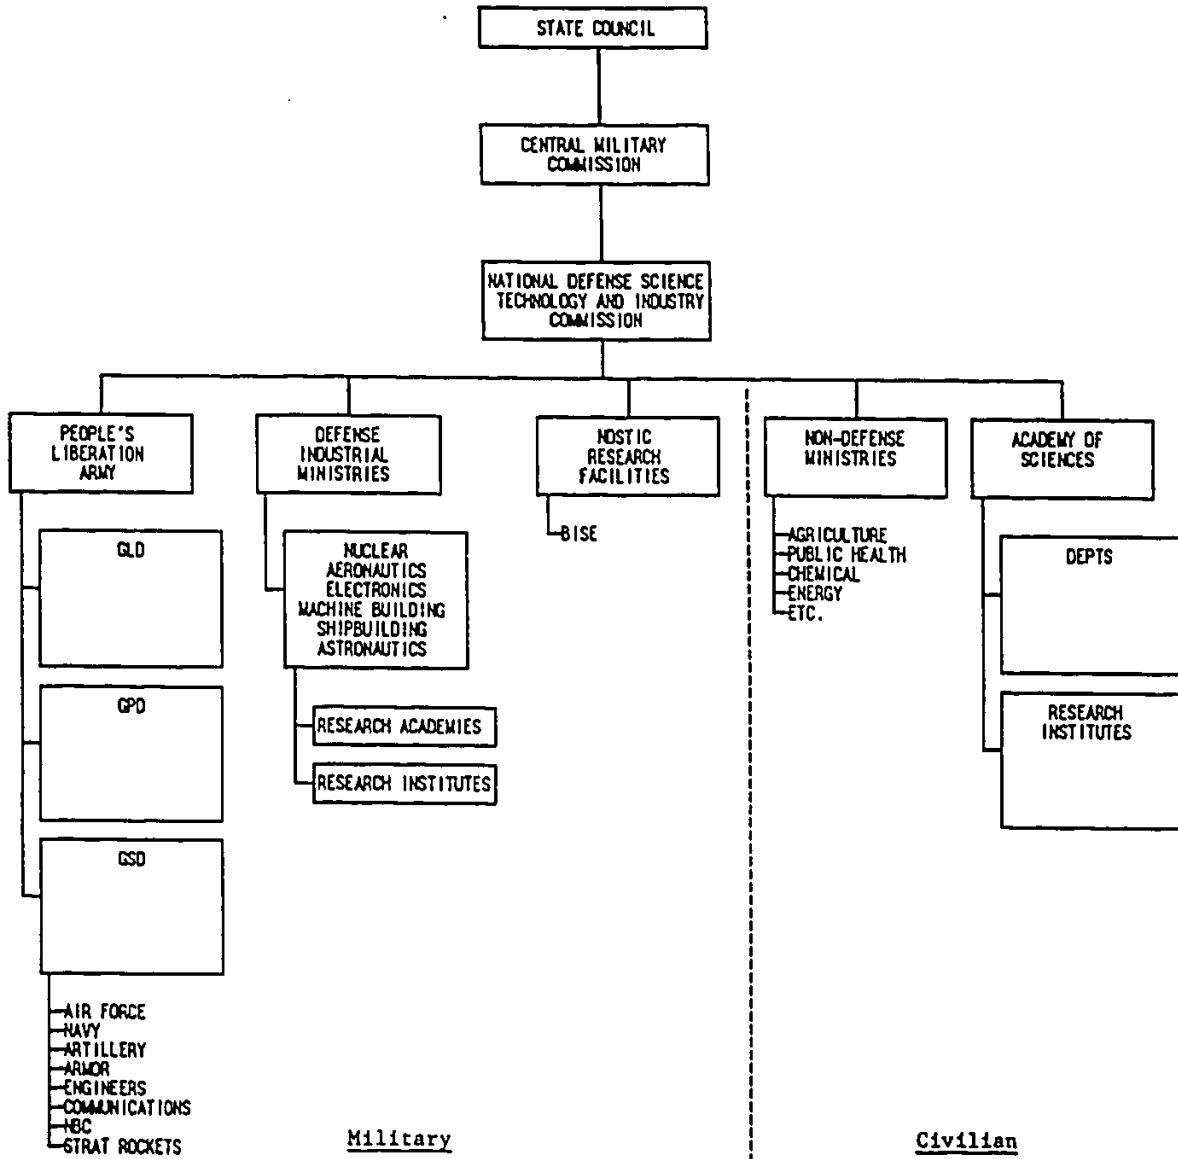 STATE COUNCIL
CENTRAL MILITARY
COMMISSION
NATIONAL DEFENSE SCIENCE
TECHNOLOGY AND INDUSTRY
COMMISSION
PEOPLE'S
LIBERATION
ARMY
GLD
GPD
GSD
AIR FORCE
NAVY
ARTILLERY
ARMOR
ENGINEERS
COMMUNICATIONS
NBC
STRAT ROCKETS
DEFENSE
INDUSTRIAL
MINISTRIES
NUCLEAR
AERONAUTICS
ELECTRONICS
MACHINE BUILDING
SHIPBUILDING
ASTRONAUTICS
RESEARCH ACADEMIES
RESEARCH INSTITUTES
NDSTIC
RESEARCH
FACILITIES
BISE
NON-DEFENSE
MINISTRIES
AGRICULTURE
PUBLIC HEALTH
CHEMICAL
ENERGY
ETC.
ACADEMY OF
SCIENCES
DEPTS
RESEARCH
INSTITUTES
Military
Civilian